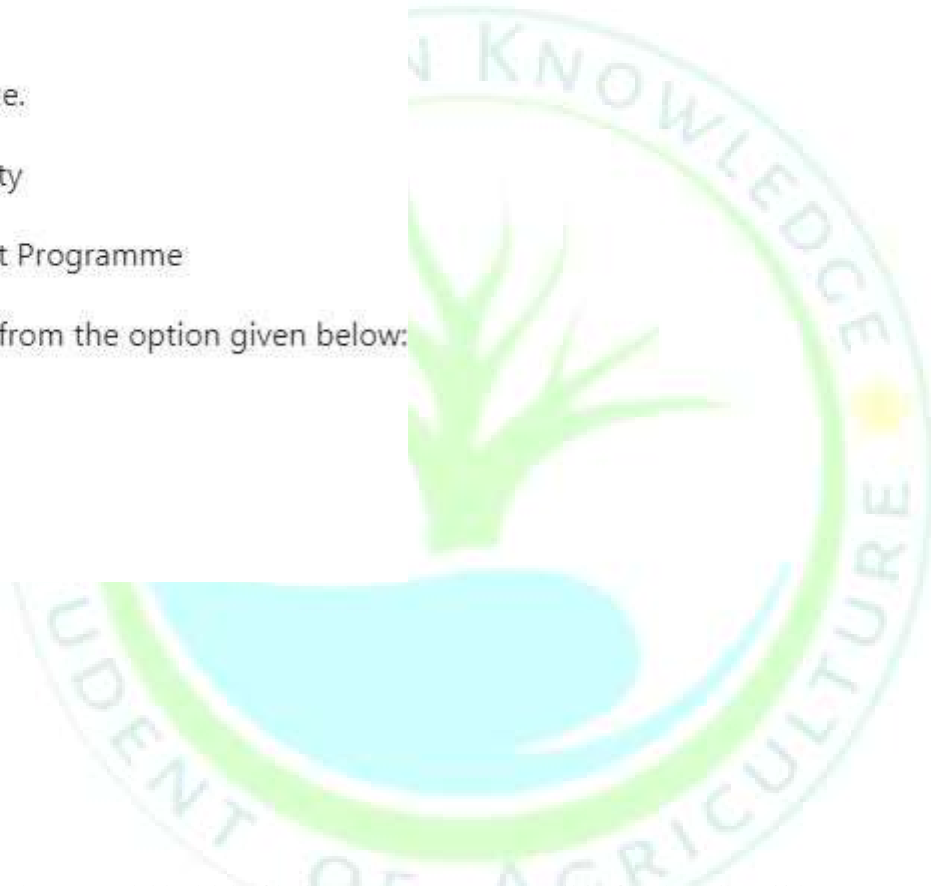 e.
ty
t Programme
from the option given below:
N KNOWLEDGE
UDENT OF AGRICULTURE